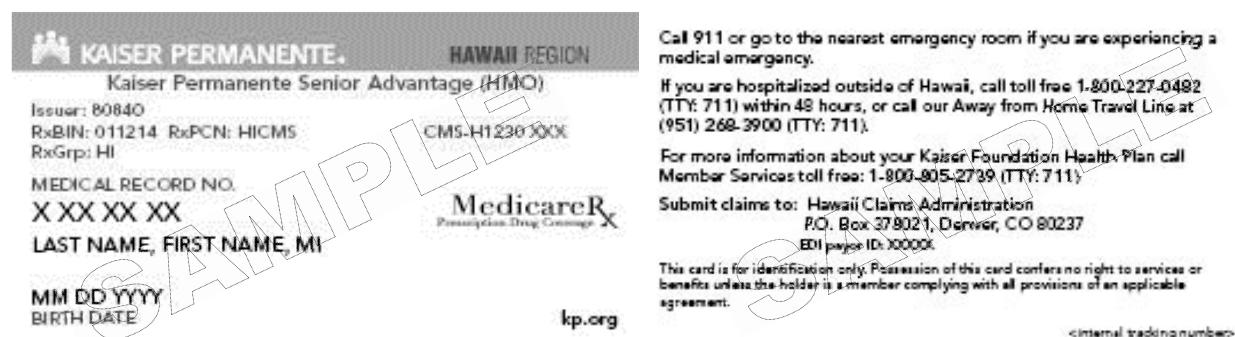 KAISER PERMANENTE. HAWAII REGION
Kaiser Permanente Senior Advantage (HMO)
Issuer: 80840
RxBIN: 011214 RxPCN: HICMS CMS-H1230 XXX
RxGrp: HI
MEDICAL RECORD NO.
X XX XX XX
MedicareRx
Prescription Drug Coverage X
LAST NAME, FIRST NAME, MI
MM DD YYYY
BIRTH DATE kp.org
SAMPLE
Call 911 or go to the nearest emergency room if you are experiencing a
medical emergency.
If you are hospitalized outside of Hawaii, call toll free 1-800-227-0482
(TTY: 711) within 48 hours, or call our Away from Home Travel Line at
(951) 268-3900 (TTY: 711).
For more information about your Kaiser Foundation Health Plan call
Member Services toll free: 1-800-805-2739 (TTY: 711)
Submit claims to: Hawaii Claims Administration
P.O. Box 378021, Denver, CO 80237
EDI payor ID: XXXXX
This card is for identification only. Possession of this card confers no right to services or
benefits unless the holder is a member complying with all provisions of an applicable
agreement.
<internal tracking number>
SAMPLE